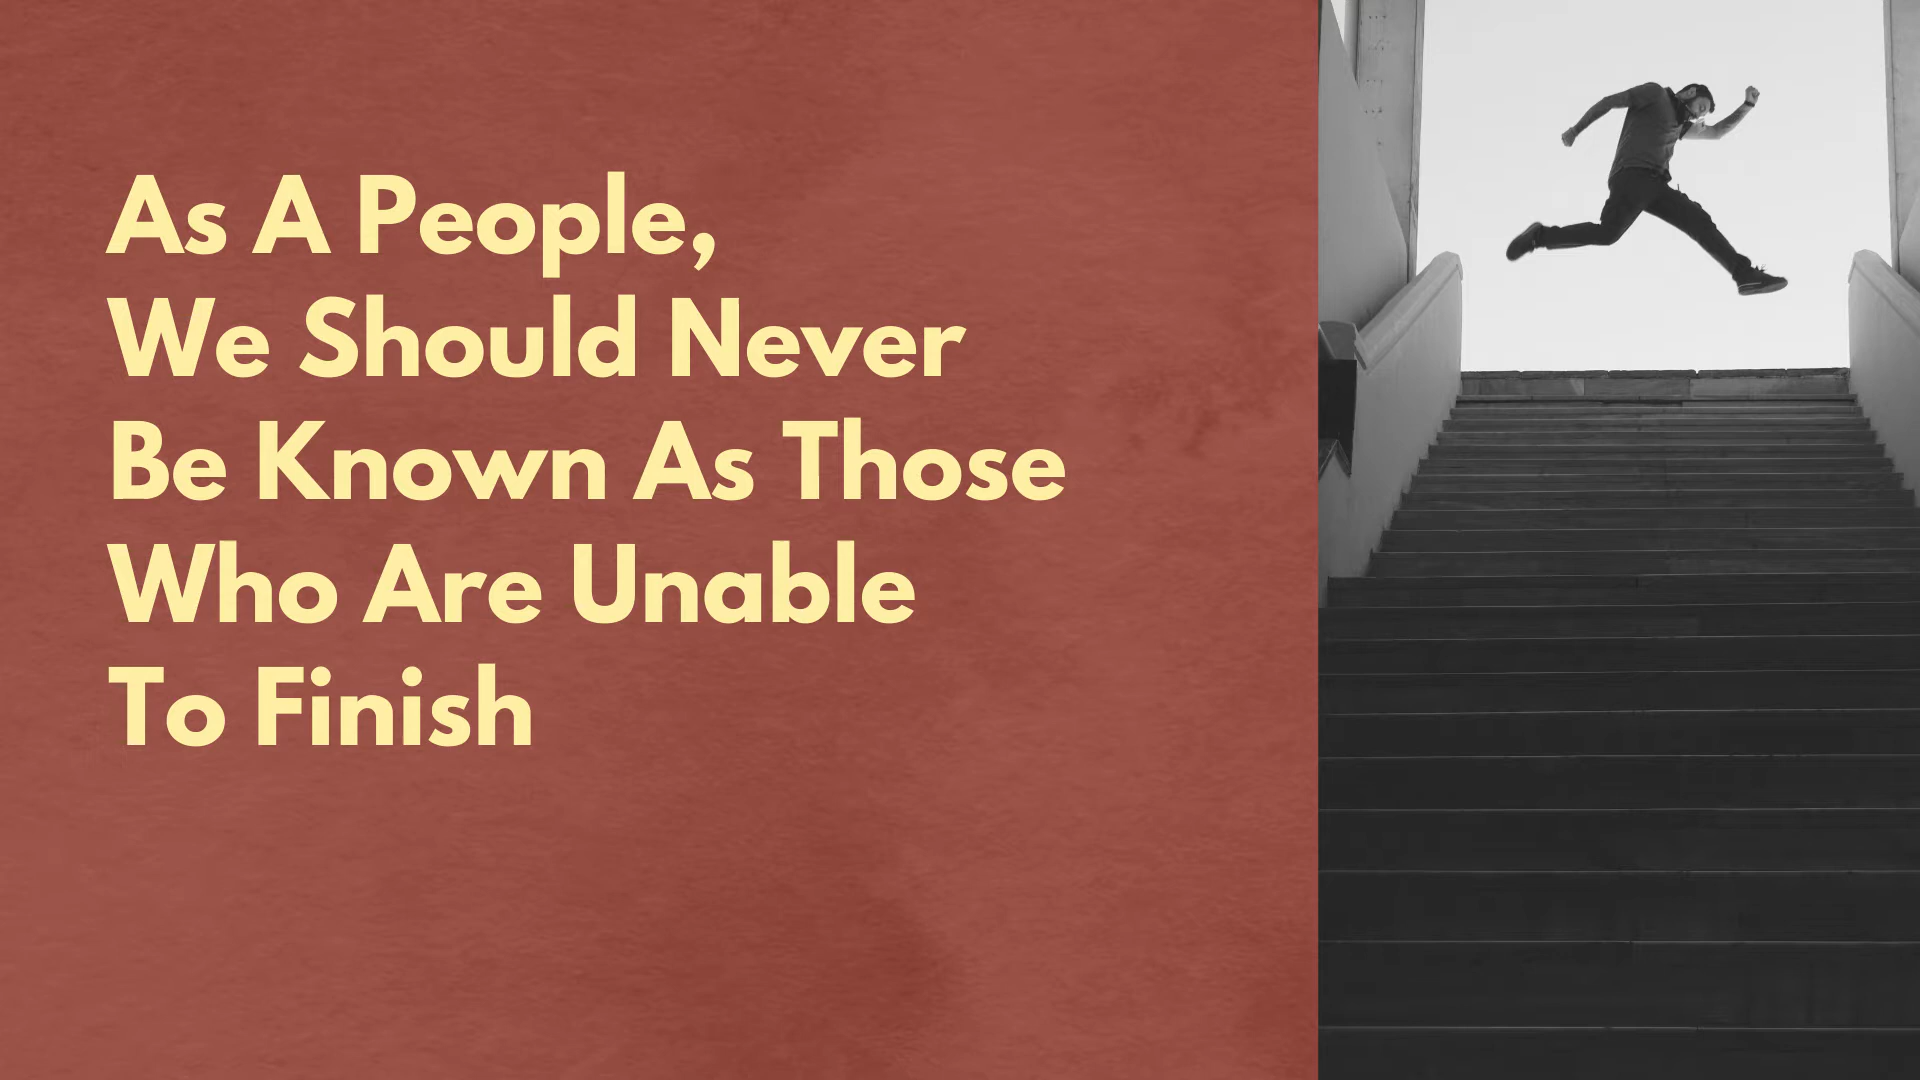 As A People,
We Should Never
Be Known As Those
Who Are Unable
To Finish